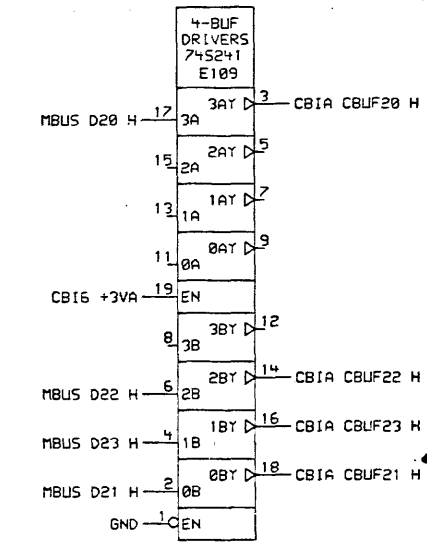 4-BUF
DRIVERS
74S241
E109
MBUS D20 H 17 3A 3AY 3 CBIA CBUF20 H
15 2A 2AY 5
13 1A 1AY 7
11 0A 0AY 9
CBI6 +3VA 19 EN
8 3B 3BY 12
MBUS D22 H 6 2B 2BY 14 CBIA CBUF22 H
MBUS D23 H 4 1B 1BY 16 CBIA CBUF23 H
MBUS D21 H 2 0B 0BY 18 CBIA CBUF21 H
GND 1 EN